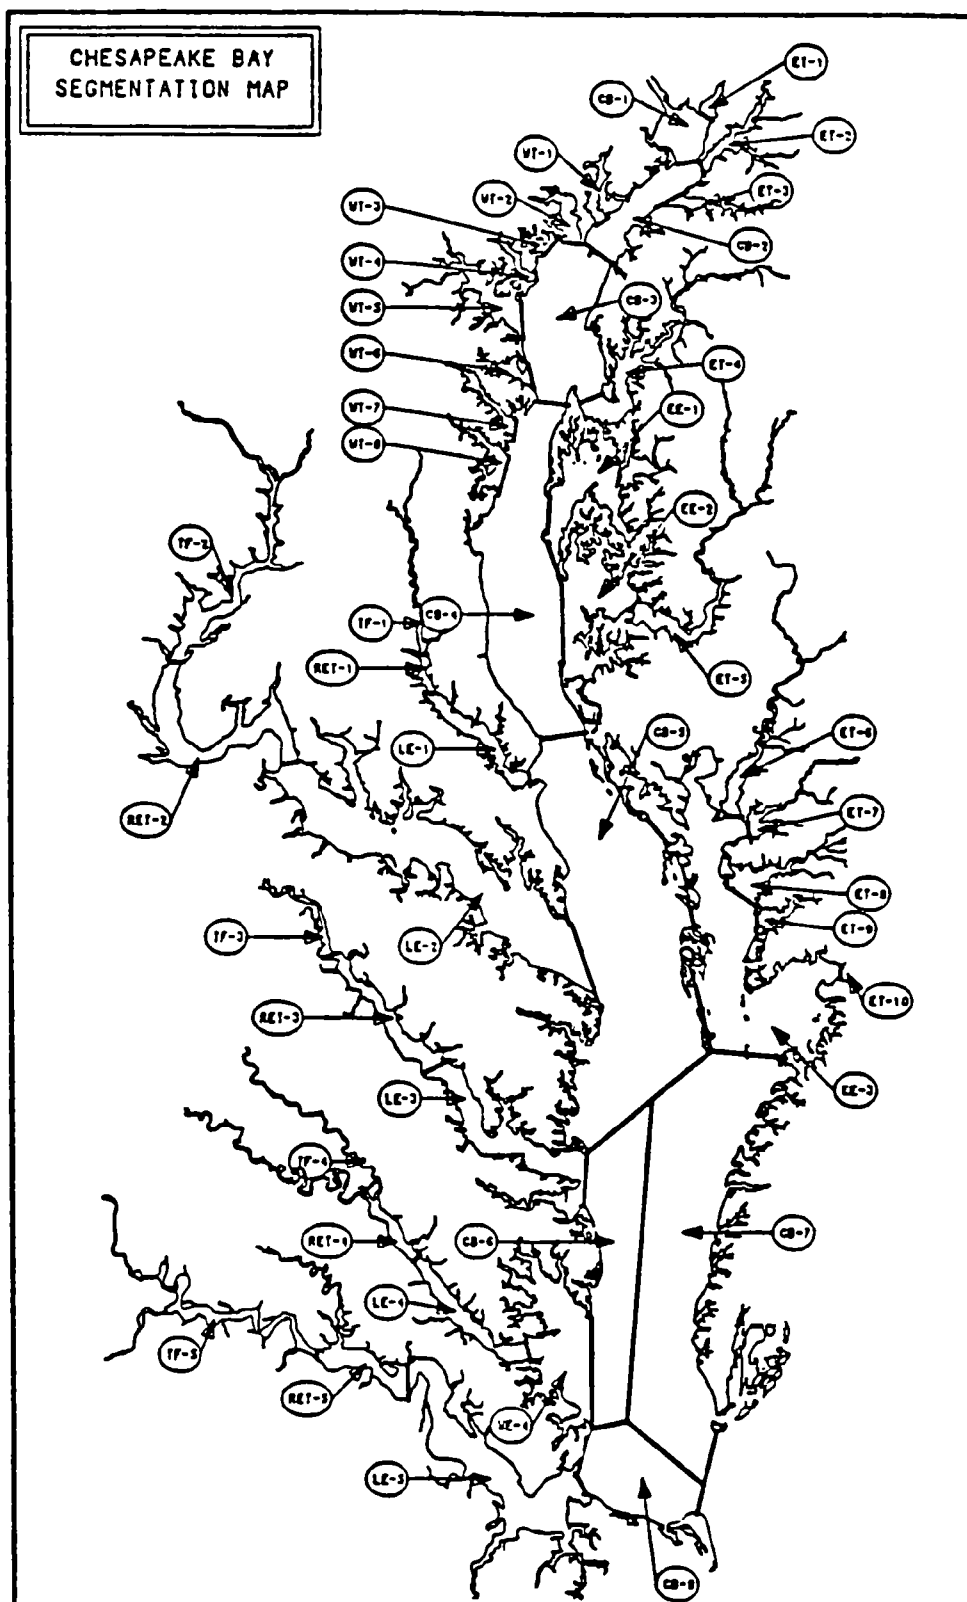 CHESAPEAKE BAY
SEGMENTATION MAP
ET-1
CB-1
ET-2
WT-1
ET-3
WT-2
WT-3
CB-2
WT-4
CB-3
WT-5
WT-6
ET-4
WT-7
EE-1
WT-8
EE-2
TF-2
CB-4
TF-1
RET-1
ET-5
CB-5
ET-6
LE-1
RET-2
ET-7
ET-8
ET-9
TF-3
LE-2
ET-10
RET-3
EE-3
LE-3
TF-4
RET-4
CB-6
CB-7
LE-4
TF-5
RET-5
WE-4
LE-5
CB-8